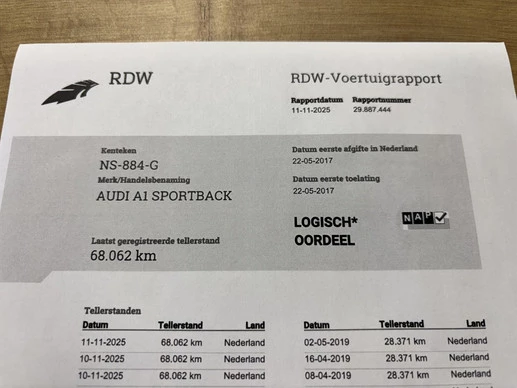 RDW
RDW-Voertuigrapport
Rapportdatum Rapportnummer
11-11-2025 29.887.444
Kenteken
NS-884-G
Merk/Handelsbenaming
AUDI A1 SPORTBACK
Laatst geregistreerde tellerstand
68.062 km
Datum eerste afgifte in Nederland
22-05-2017
Datum eerste toelating
22-05-2017
LOGISCH*
OORDEEL
NAP
Tellerstanden
Datum Tellerstand Land
11-11-2025 68.062 km Nederland
10-11-2025 68.062 km Nederland
10-11-2025 68.062 km Nederland
Datum Tellerstand Land
02-05-2019 28.371 km Nederland
16-04-2019 28.371 km Nederland
08-04-2019 28.371 km Nederland